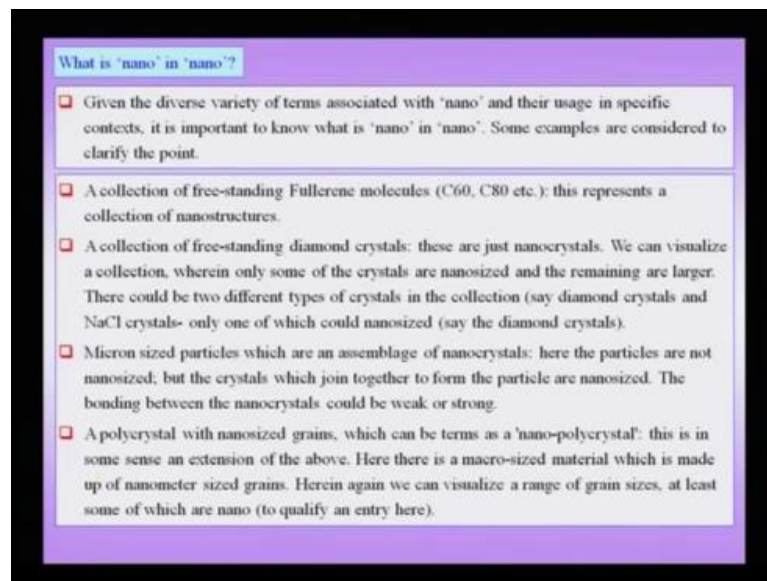 What is 'nano' in 'nano'?
Given the diverse variety of terms associated with 'nano' and their usage in specific
contexts, it is important to know what is 'nano' in 'nano'. Some examples are considered to
clarify the point.
A collection of free-standing Fullerene molecules (C60, C80 etc.): this represents a
collection of nanostructures.
A collection of free-standing diamond crystals: these are just nanocrystals. We can visualize
a collection, wherein only some of the crystals are nanosized and the remaining are larger.
There could be two different types of crystals in the collection (say diamond crystals and
NaCl crystals- only one of which could nanosized (say the diamond crystals).
Micron sized particles which are an assemblage of nanocrystals: here the particles are not
nanosized; but the crystals which join together to form the particle are nanosized. The
bonding between the nanocrystals could be weak or strong.
A polycrystal with nanosized grains, which can be terms as a 'nano-polycrystal': this is in
some sense an extension of the above. Here there is a macro-sized material which is made
up of nanometer sized grains. Herein again we can visualize a range of grain sizes, at least
some of which are nano (to qualify an entry here).